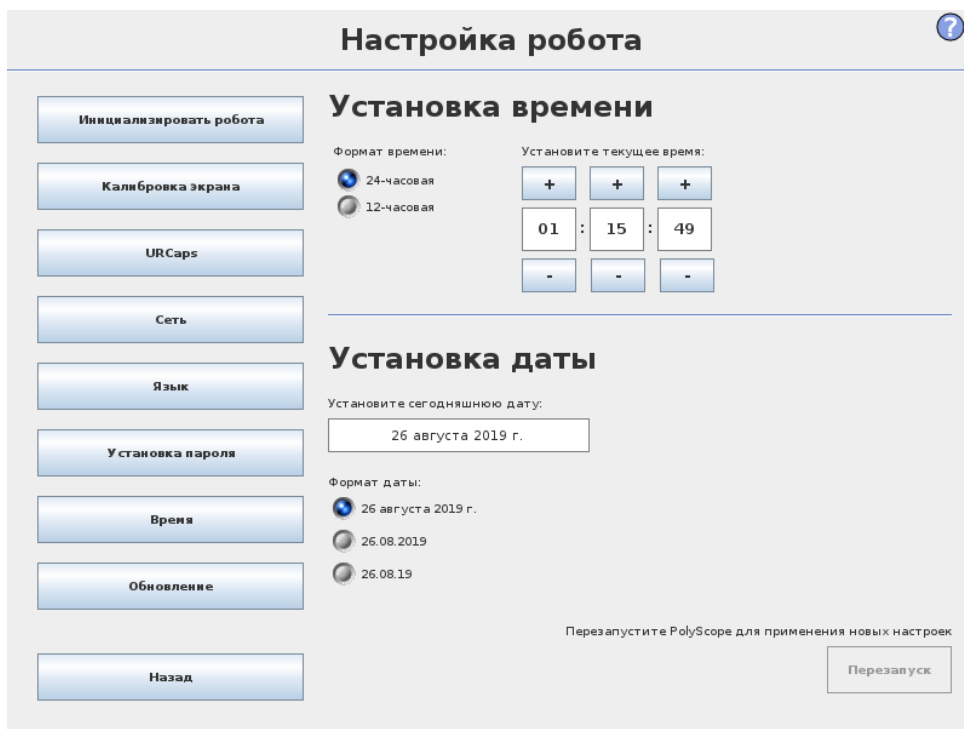 Настройка робота
?
Инициализировать робота
Калибровка экрана
URCaps
Сеть
Язык
Установка пароля
Время
Обновление
Назад
Установка времени
Формат времени:
24-часовая
12-часовая
Установите текущее время:
+ + +
01 : 15 : 49
- - -
Установка даты
Установите сегодняшнюю дату:
26 августа 2019 г.
Формат даты:
26 августа 2019 г.
26.08.2019
26.08.19
Перезапустите PolyScope для применения новых настроек
Перезапуск